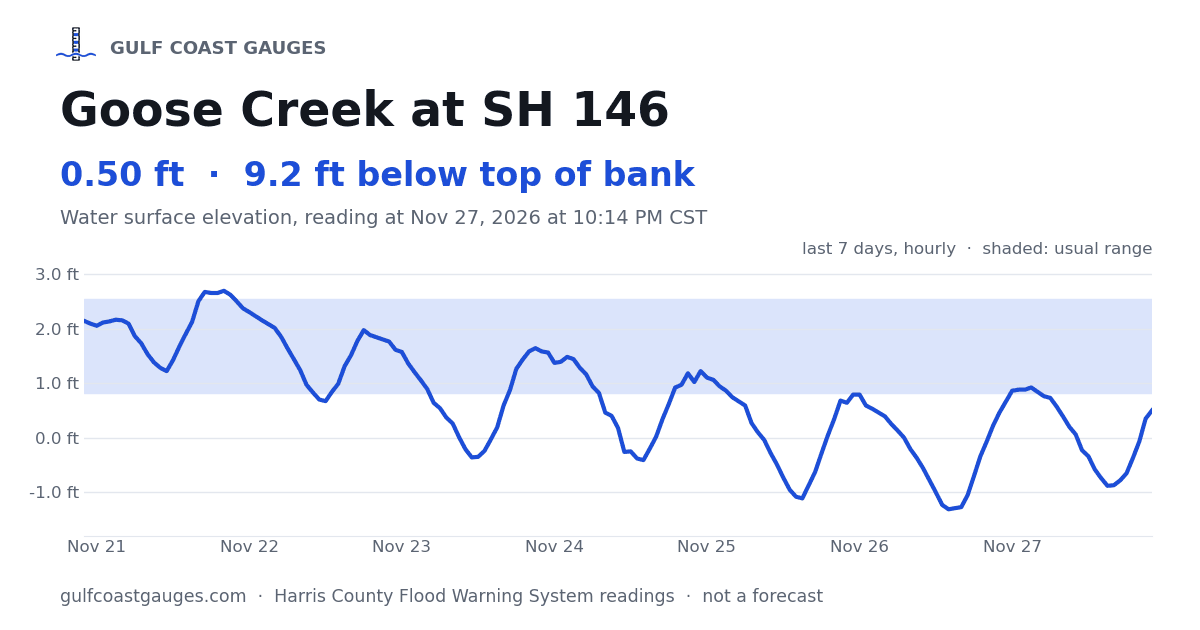 GULF COAST GAUGES
Goose Creek at SH 146
0.50 ft · 9.2 ft below top of bank
Water surface elevation, reading at Nov 27, 2026 at 10:14 PM CST
last 7 days, hourly · shaded: usual range
3.0 ft
2.0 ft
1.0 ft
0.0 ft
-1.0 ft
Nov 21 Nov 22 Nov 23 Nov 24 Nov 25 Nov 26 Nov 27
gulfcoastgauges.com · Harris County Flood Warning System readings · not a forecast